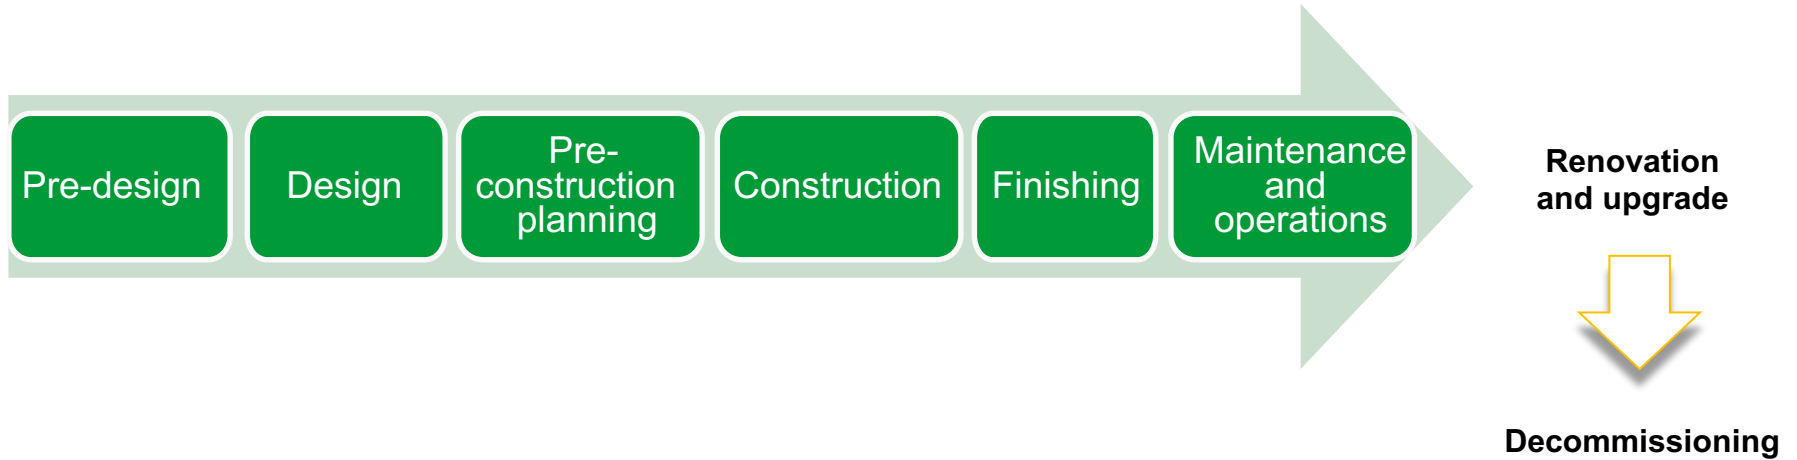 Pre-design
Design
Pre-
construction
planning
Construction
Finishing
Maintenance
and
operations
Renovation
and upgrade
Decommissioning